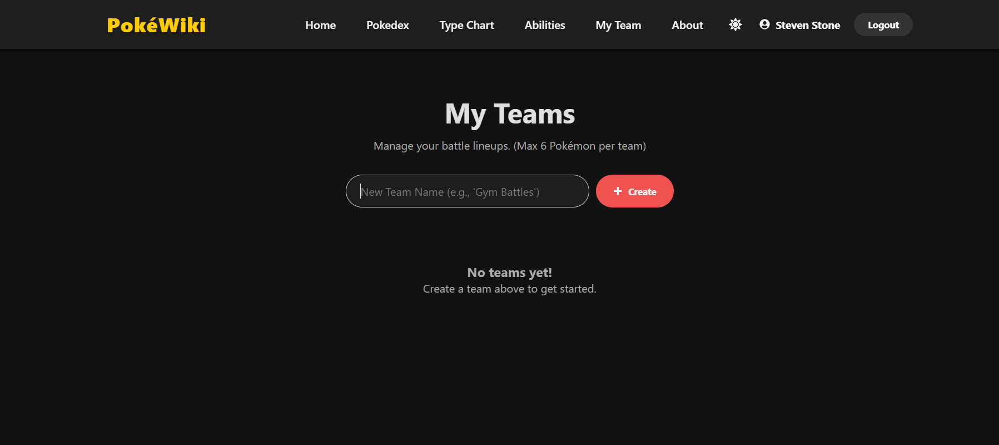 PokéWiki Home Pokedex Type Chart Abilities My Team About Steven Stone Logout
My Teams
Manage your battle lineups. (Max 6 Pokémon per team)
New Team Name (e.g., 'Gym Battles') + Create
No teams yet!
Create a team above to get started.